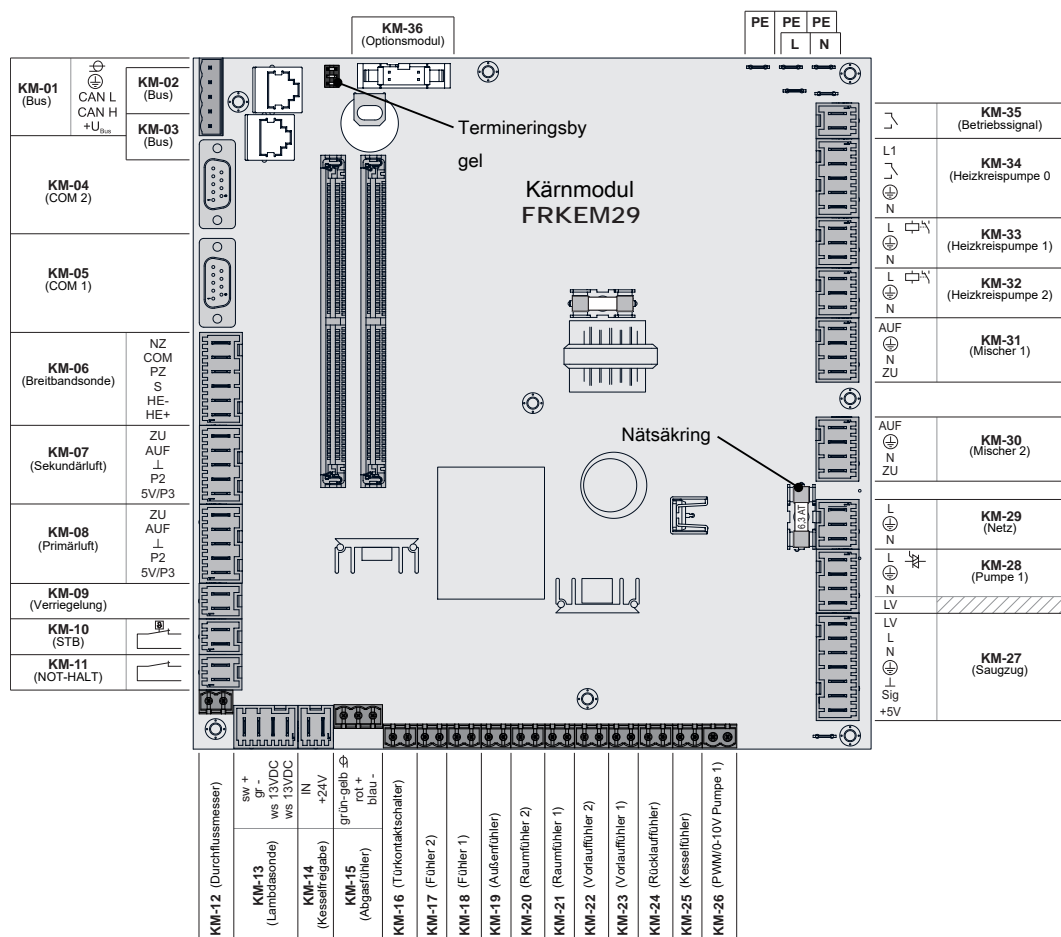 KM-36
(Optionsmodul)
PE PE PE
L N
KM-01
(Bus)
CAN L
CAN H
+U Bus
KM-02
(Bus)
KM-03
(Bus)
KM-04
(COM 2)
KM-05
(COM 1)
KM-06
(Breitbandsonde)
NZ
COM
PZ
S
HE-
HE+
KM-07
(Sekundärluft)
ZU
AUF
⊥
P2
5V/P3
KM-08
(Primärluft)
ZU
AUF
⊥
P2
5V/P3
KM-09
(Verriegelung)
KM-10
(STB)
KM-11
(NOT-HALT)
Termineringsby
gel
Kärnmodul
FRKEM29
Nätsäkring
6,3 AT
KM-35
(Betriebssignal)
L1
N
KM-34
(Heizkreispumpe 0
L
N
KM-33
(Heizkreispumpe 1)
L
N
KM-32
(Heizkreispumpe 2)
AUF
N
ZU
KM-31
(Mischer 1)
AUF
N
ZU
KM-30
(Mischer 2)
L
N
KM-29
(Netz)
L
N
LV
KM-28
(Pumpe 1)
LV
L
N
⊥
Sig
+5V
KM-27
(Saugzug)
KM-12 (Durchflussmesser)
sw +
gr -
ws 13VDC
ws 13VDC
KM-13
(Lambdasonde)
IN
+24V
KM-14
(Kesselfreigabe)
grün-gelb
rot +
blau -
KM-15
(Abgasfühler)
KM-16 (Türkontaktschalter)
KM-17 (Fühler 2)
KM-18 (Fühler 1)
KM-19 (Außenfühler)
KM-20 (Raumfühler 2)
KM-21 (Raumfühler 1)
KM-22 (Vorlauffühler 2)
KM-23 (Vorlauffühler 1)
KM-24 (Rücklauffühler)
KM-25 (Kesselfühler)
KM-26 (PWM/0-10V Pumpe 1)